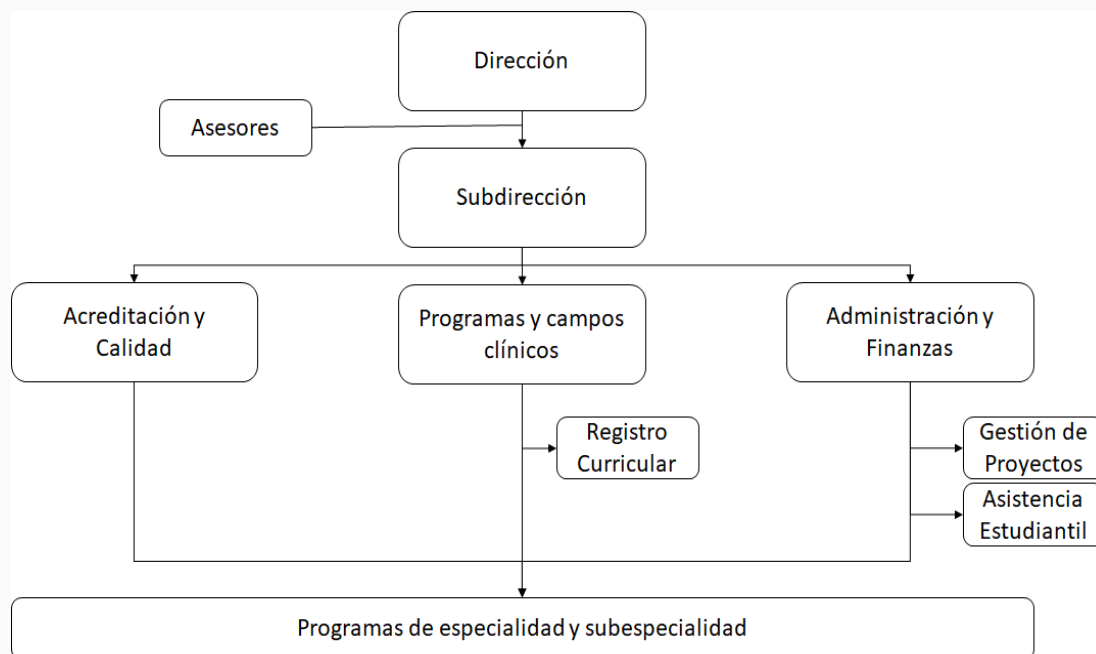 Dirección
Asesores
Subdirección
Acreditación y
Calidad
Programas y campos
clínicos
Administración y
Finanzas
Registro
Curricular
Gestión de
Proyectos
Asistencia
Estudiantil
Programas de especialidad y subespecialidad